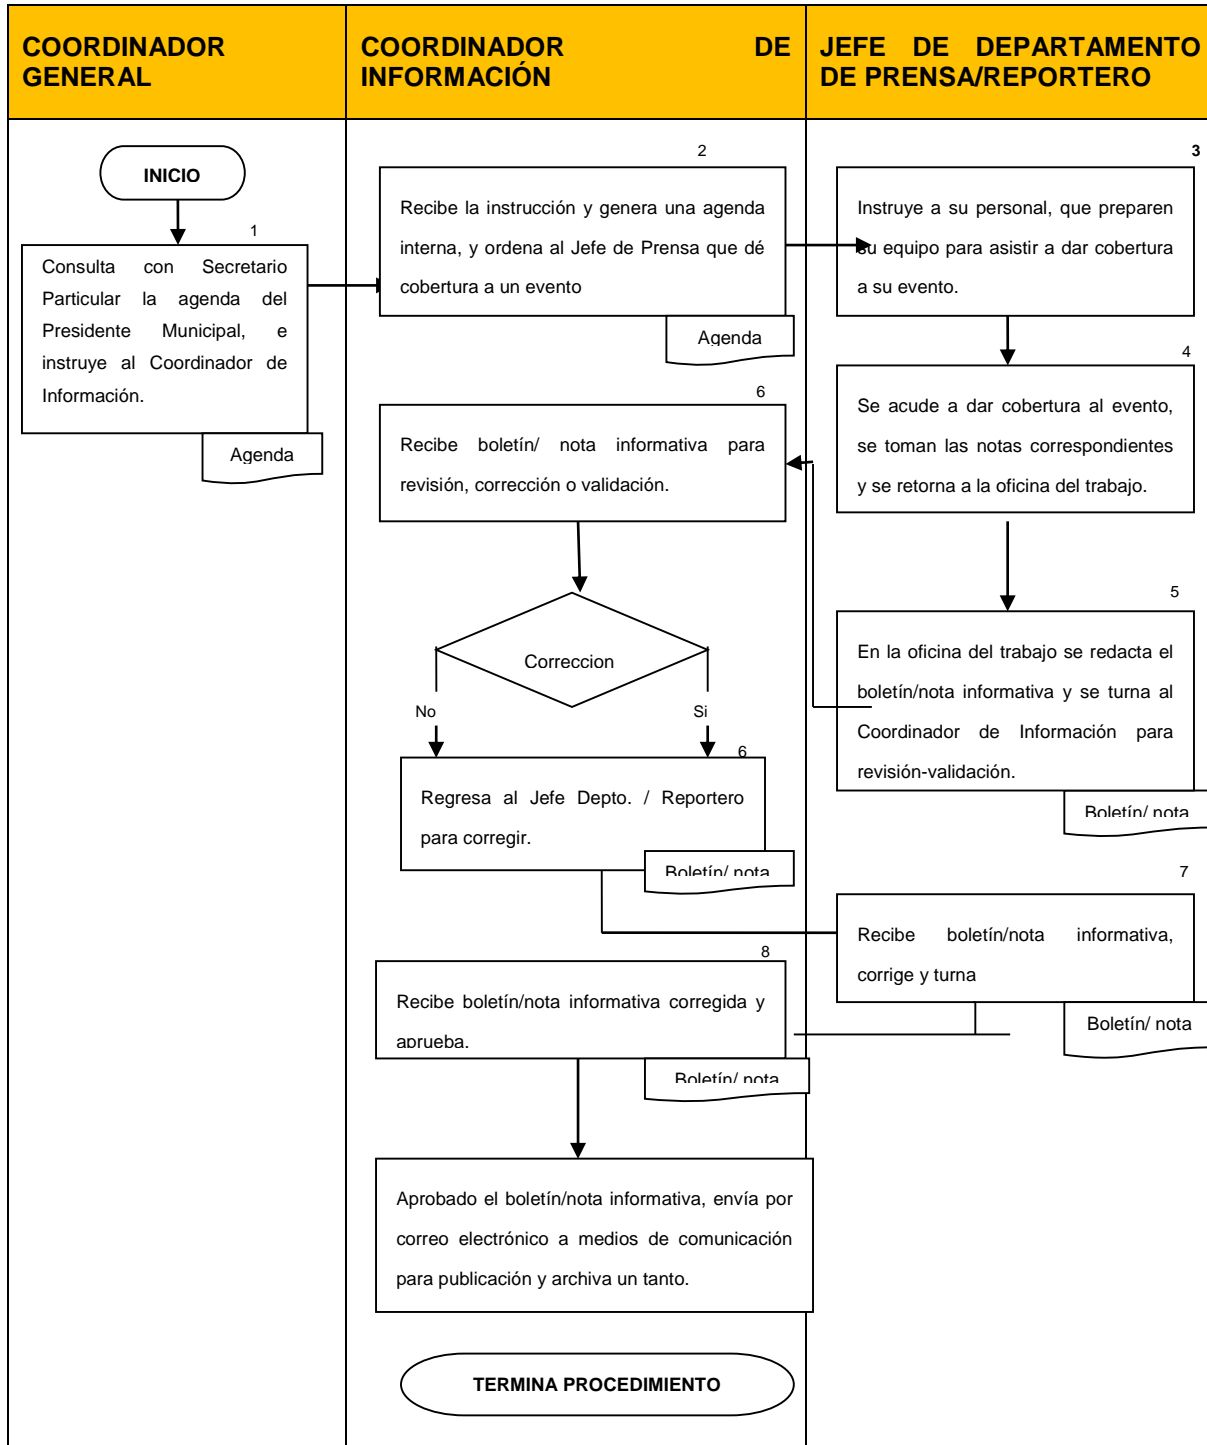 COORDINADOR
GENERAL
COORDINADOR DE
INFORMACIÓN
JEFE DE DEPARTAMENTO
DE PRENSA/REPORTERO
INICIO
1
Consulta con Secretario
Particular la agenda del
Presidente Municipal, e
instruye al Coordinador de
Información.
Agenda
2
Recibe la instrucción y genera una agenda
interna, y ordena al Jefe de Prensa que dé
cobertura a un evento
Agenda
3
Instruye a su personal, que preparen
su equipo para asistir a dar cobertura
a su evento.
4
Se acude a dar cobertura al evento,
se toman las notas correspondientes
y se retorna a la oficina del trabajo.
5
En la oficina del trabajo se redacta el
boletín/nota informativa y se turna al
Coordinador de Información para
revisión-validación.
Boletín/ nota
6
Recibe boletín/ nota informativa para
revisión, corrección o validación.
Correccion
No
Si
6
Regresa al Jefe Depto. / Reportero
para corregir.
Boletín/ nota
7
Recibe boletín/nota informativa,
corrige y turna
Boletín/ nota
8
Recibe boletín/nota informativa corregida y
aprueba.
Boletín/ nota
Aprobado el boletín/nota informativa, envía por
correo electrónico a medios de comunicación
para publicación y archiva un tanto.
TERMINA PROCEDIMIENTO